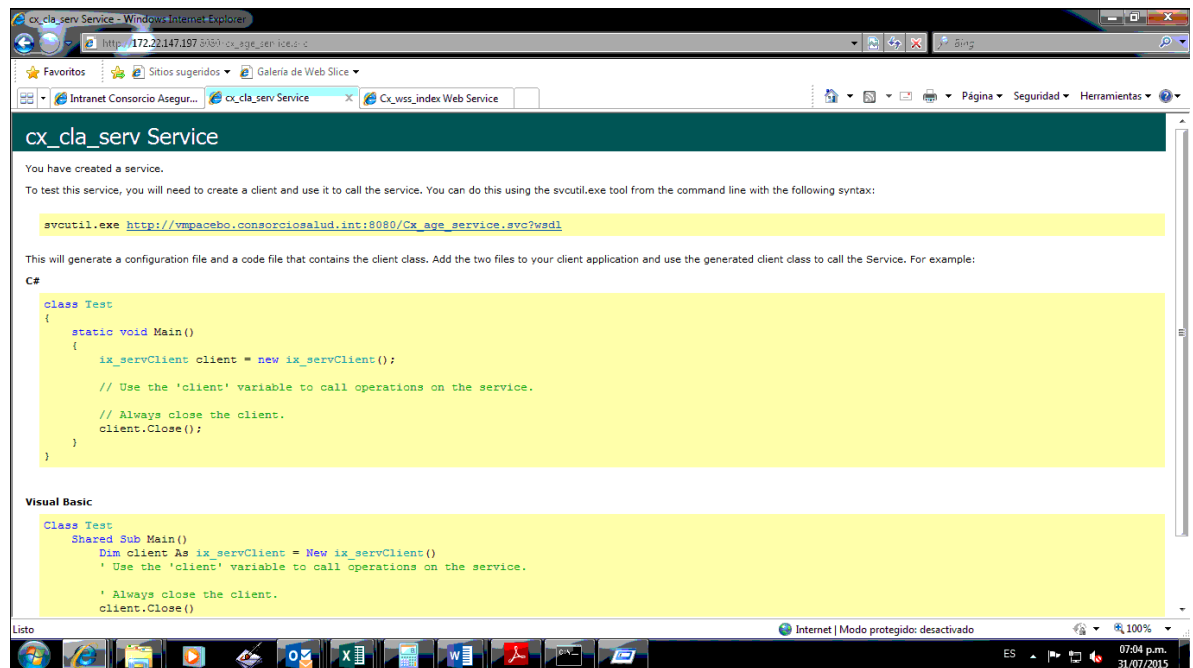 cx_cla_serv Service - Windows Internet Explorer
http://172.22.147.197:8080/cx_age_service.svc
Bing
Favoritos Sitios sugeridos Galería de Web Slice
Intranet Consorcio Asegur... cx_cla_serv Service X Cx_wss_index Web Service Página Seguridad Herramientas
cx_cla_serv Service
You have created a service.
To test this service, you will need to create a client and use it to call the service. You can do this using the svcutil.exe tool from the command line with the following syntax:
svcutil.exe http://vmpacebo.consorciosalud.int:8080/Cx_age_service.svc?wsdl
This will generate a configuration file and a code file that contains the client class. Add the two files to your client application and use the generated client class to call the Service. For example:
C#
class Test
{
static void Main()
{
ix_servClient client = new ix_servClient();
// Use the 'client' variable to call operations on the service.
// Always close the client.
client.Close();
}
}
Visual Basic
Class Test
Shared Sub Main()
Dim client As ix_servClient = New ix_servClient()
' Use the 'client' variable to call operations on the service.
' Always close the client.
client.Close()
Listo Internet | Modo protegido: desactivado 100%
ES 07:04 p.m.
31/07/2015